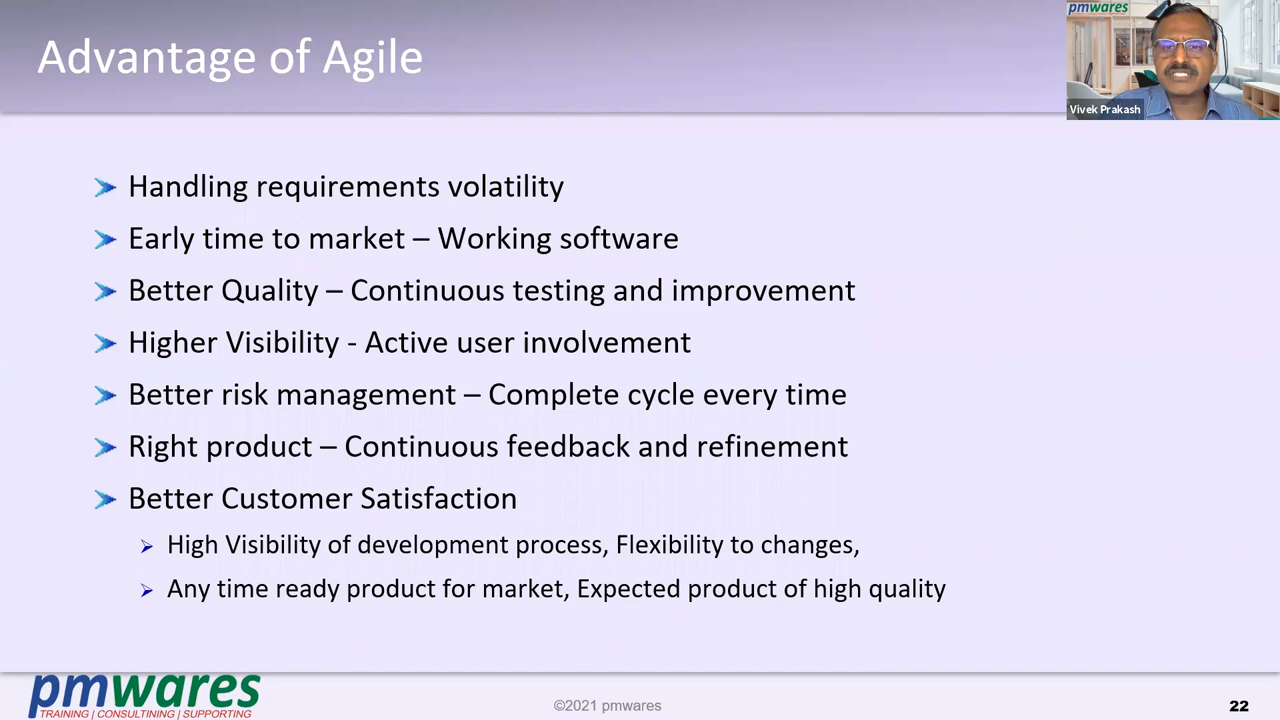 Advantage of Agile
pmwares
Vivek Prakash
Handling requirements volatility
Early time to market – Working software
Better Quality – Continuous testing and improvement
Higher Visibility - Active user involvement
Better risk management – Complete cycle every time
Right product – Continuous feedback and refinement
Better Customer Satisfaction
High Visibility of development process, Flexibility to changes,
Any time ready product for market, Expected product of high quality
pmwares
TRAINING | CONSULTINING | SUPPORTING
©2021 pmwares
22